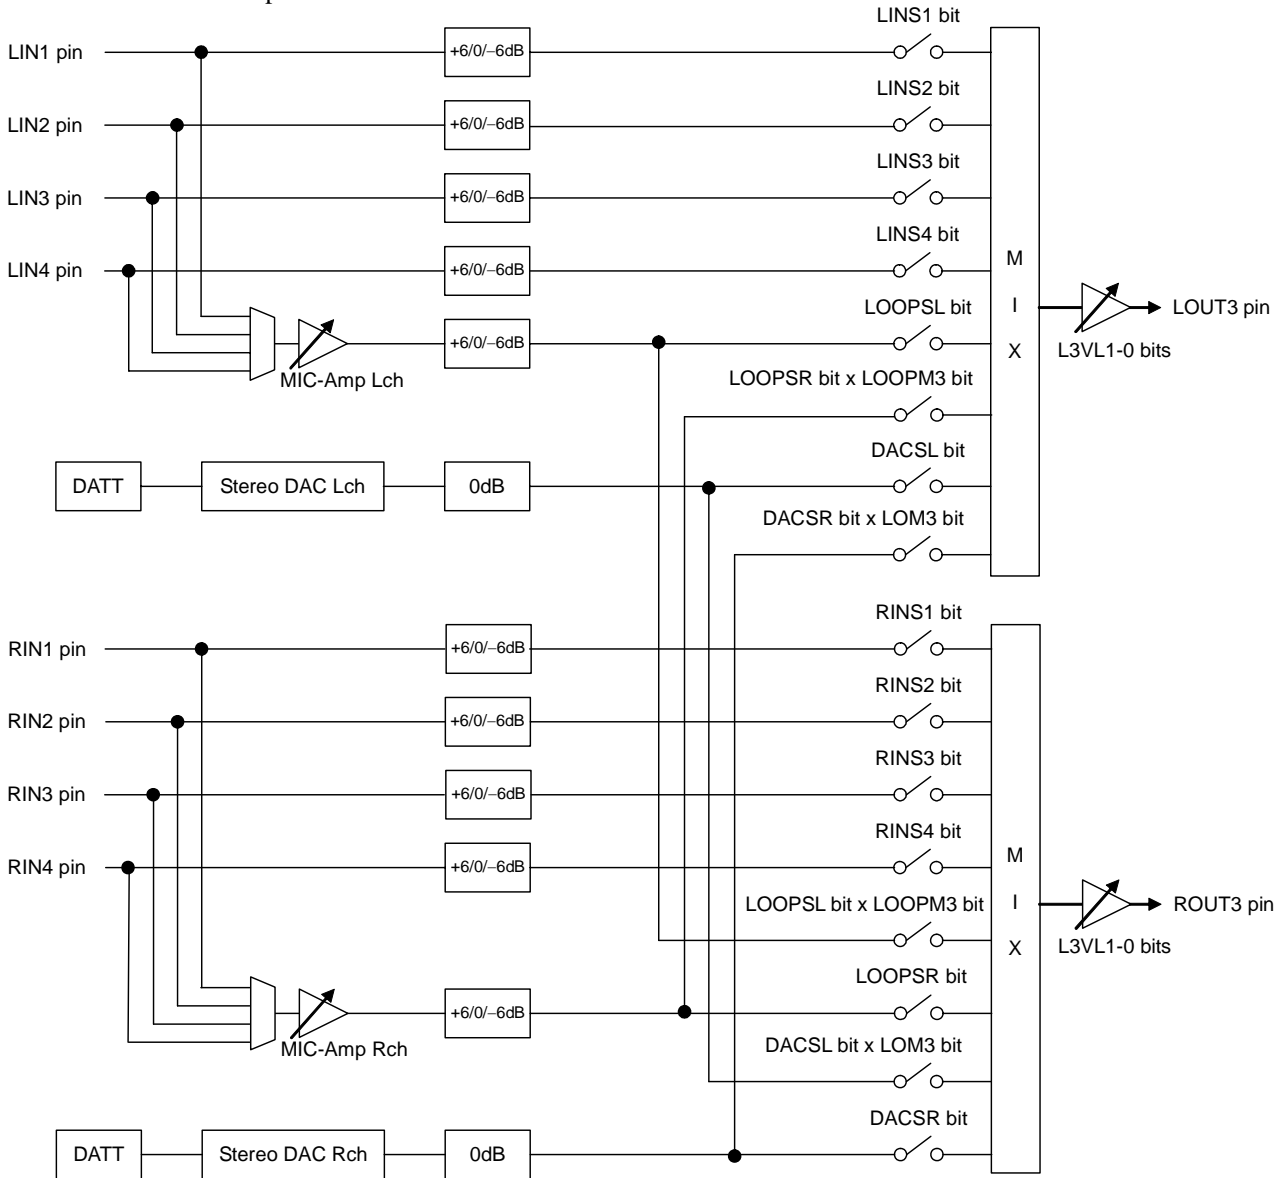 LINS1 bit
LIN1 pin
+6/0/−6dB
LINS2 bit
LIN2 pin
+6/0/−6dB
LINS3 bit
LIN3 pin
+6/0/−6dB
LINS4 bit
LIN4 pin
+6/0/−6dB
M
I
X
LOUT3 pin
L3VL1-0 bits
LOOPSL bit
+6/0/−6dB
MIC-Amp Lch
LOOPSR bit x LOOPM3 bit
DACSL bit
DATT
Stereo DAC Lch
0dB
DACSR bit x LOM3 bit
RINS1 bit
RIN1 pin
+6/0/−6dB
RINS2 bit
RIN2 pin
+6/0/−6dB
RINS3 bit
RIN3 pin
+6/0/−6dB
RINS4 bit
RIN4 pin
+6/0/−6dB
M
I
X
ROUT3 pin
L3VL1-0 bits
LOOPSL bit x LOOPM3 bit
LOOPSR bit
+6/0/−6dB
MIC-Amp Rch
DACSL bit x LOM3 bit
DACSR bit
DATT
Stereo DAC Rch
0dB